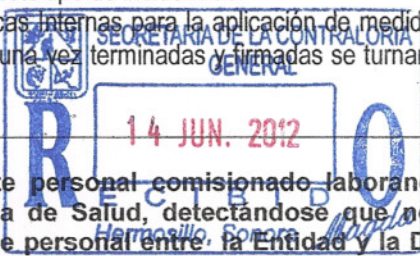 cas Internas para la aplicación de medid
SECRETARIA DE LA CONTRALORIA
una vez terminadas y firmadas se turnar
GENERAL
14 JUN. 2012
R O
te personal comisionado laboran
E C I B I D
a de Salud, detectándose que n
Hermosillo, Sonora
e personal entre la Entidad y la D